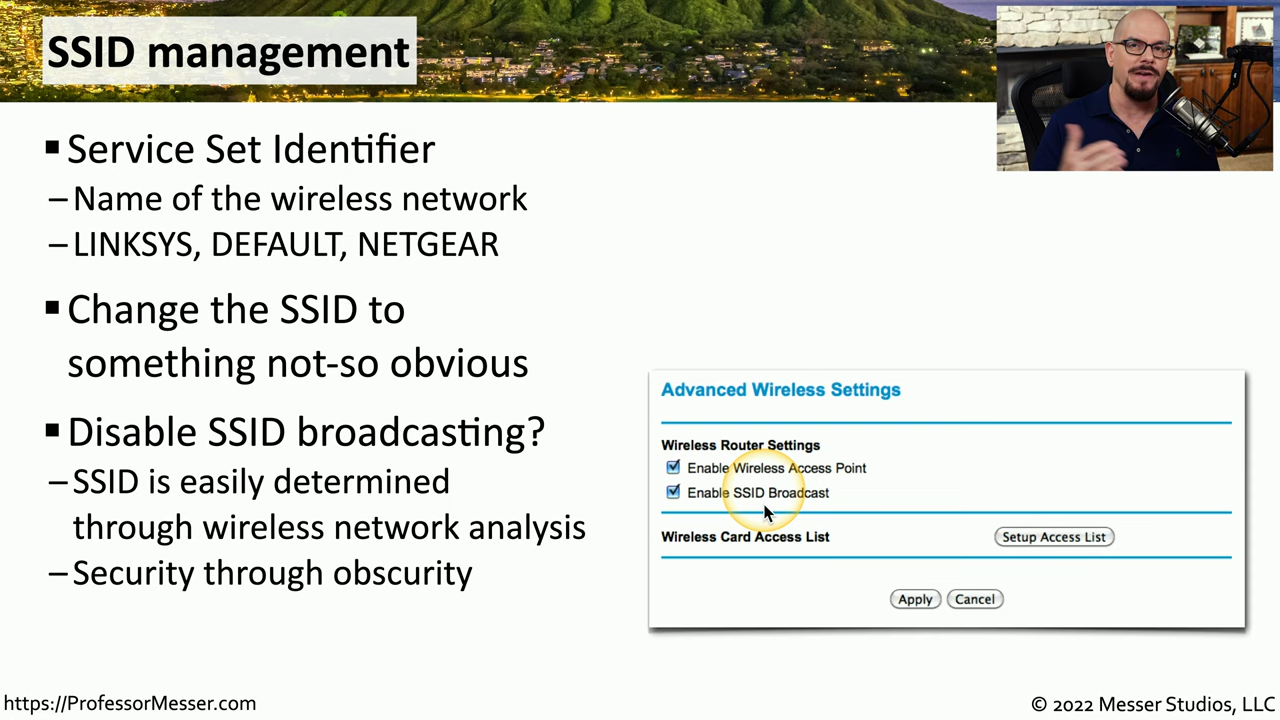 SSID management
▪ Service Set Identifier
– Name of the wireless network
– LINKSYS, DEFAULT, NETGEAR
▪ Change the SSID to
something not-so obvious
▪ Disable SSID broadcasting?
– SSID is easily determined
through wireless network analysis
– Security through obscurity
Advanced Wireless Settings
Wireless Router Settings
Enable Wireless Access Point
Enable SSID Broadcast
Wireless Card Access List
Setup Access List
Apply Cancel
https://ProfessorMesser.com
© 2022 Messer Studios, LLC